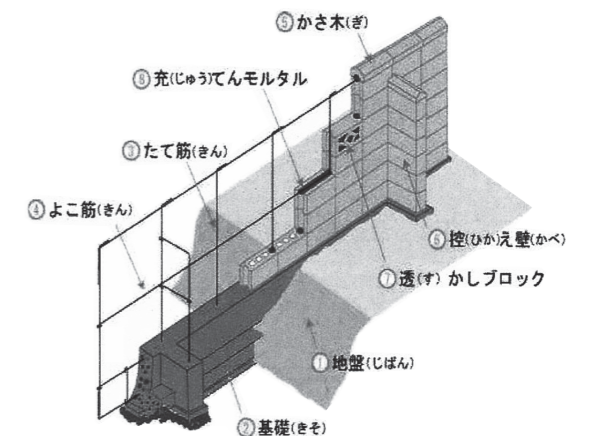 ⑤かさ木(ぎ)
⑧充(じゅう)てんモルタル
③たて筋(きん)
④よこ筋(きん)
⑥控(ひか)え壁(かべ)
⑦透(す)かしブロック
①地盤(じばん)
②基礎(きそ)